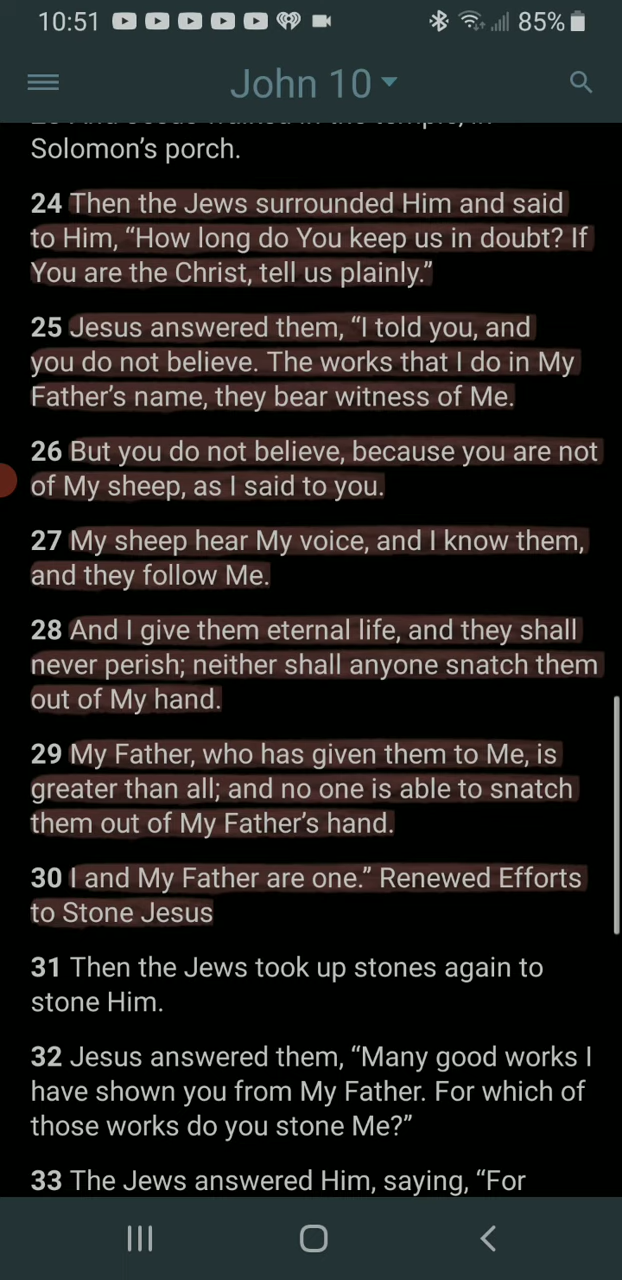 10:51 85%
John 10
Solomon’s porch.
24 Then the Jews surrounded Him and said
to Him, “How long do You keep us in doubt? If
You are the Christ, tell us plainly.”
25 Jesus answered them, “I told you, and
you do not believe. The works that I do in My
Father’s name, they bear witness of Me.
26 But you do not believe, because you are not
of My sheep, as I said to you.
27 My sheep hear My voice, and I know them,
and they follow Me.
28 And I give them eternal life, and they shall
never perish; neither shall anyone snatch them
out of My hand.
29 My Father, who has given them to Me, is
greater than all; and no one is able to snatch
them out of My Father’s hand.
30 I and My Father are one.” Renewed Efforts
to Stone Jesus
31 Then the Jews took up stones again to
stone Him.
32 Jesus answered them, “Many good works I
have shown you from My Father. For which of
those works do you stone Me?”
33 The Jews answered Him, saying, “For